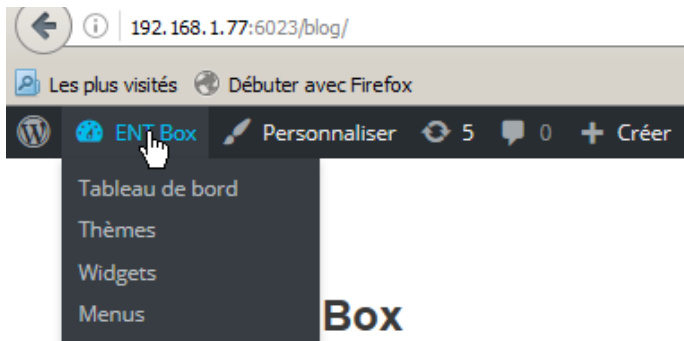 192.168.1.77:6023/blog/
Les plus visités Débuter avec Firefox
ENT Box Personnaliser 5 0 + Créer
Tableau de bord
Thèmes
Widgets
Menus
Box